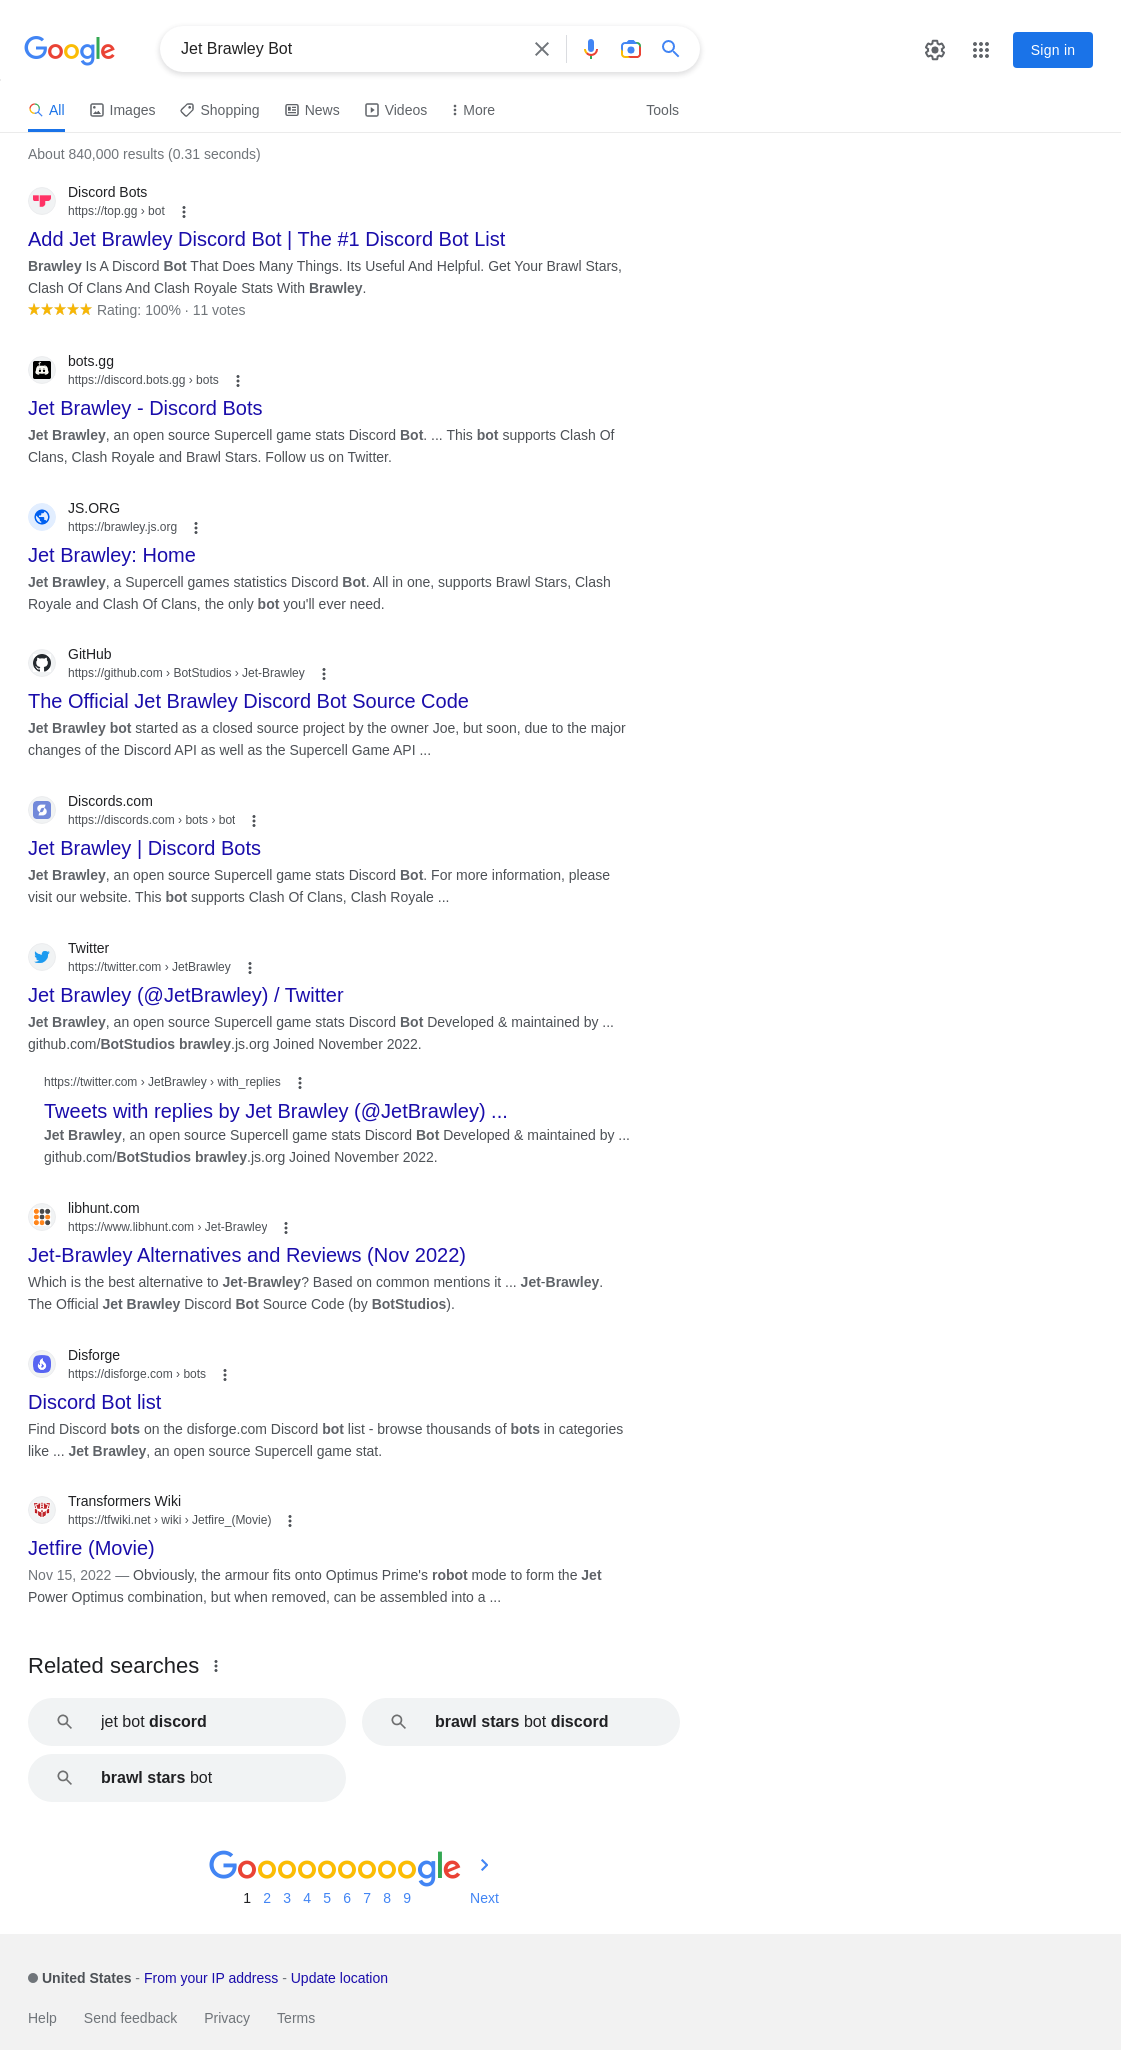 Google
Jet Brawley Bot
Sign in
All Images Shopping News Videos More Tools
About 840,000 results (0.31 seconds)
Discord Bots
https://top.gg › bot
Add Jet Brawley Discord Bot | The #1 Discord Bot List
Brawley Is A Discord Bot That Does Many Things. Its Useful And Helpful. Get Your Brawl Stars,
Clash Of Clans And Clash Royale Stats With Brawley.
Rating: 100% · 11 votes
bots.gg
https://discord.bots.gg › bots
Jet Brawley - Discord Bots
Jet Brawley, an open source Supercell game stats Discord Bot. ... This bot supports Clash Of
Clans, Clash Royale and Brawl Stars. Follow us on Twitter.
JS.ORG
https://brawley.js.org
Jet Brawley: Home
Jet Brawley, a Supercell games statistics Discord Bot. All in one, supports Brawl Stars, Clash
Royale and Clash Of Clans, the only bot you'll ever need.
GitHub
https://github.com › BotStudios › Jet-Brawley
The Official Jet Brawley Discord Bot Source Code
Jet Brawley bot started as a closed source project by the owner Joe, but soon, due to the major
changes of the Discord API as well as the Supercell Game API ...
Discords.com
https://discords.com › bots › bot
Jet Brawley | Discord Bots
Jet Brawley, an open source Supercell game stats Discord Bot. For more information, please
visit our website. This bot supports Clash Of Clans, Clash Royale ...
Twitter
https://twitter.com › JetBrawley
Jet Brawley (@JetBrawley) / Twitter
Jet Brawley, an open source Supercell game stats Discord Bot Developed & maintained by ...
github.com/BotStudios brawley.js.org Joined November 2022.
https://twitter.com › JetBrawley › with_replies
Tweets with replies by Jet Brawley (@JetBrawley) ...
Jet Brawley, an open source Supercell game stats Discord Bot Developed & maintained by ...
github.com/BotStudios brawley.js.org Joined November 2022.
libhunt.com
https://www.libhunt.com › Jet-Brawley
Jet-Brawley Alternatives and Reviews (Nov 2022)
Which is the best alternative to Jet-Brawley? Based on common mentions it ... Jet-Brawley.
The Official Jet Brawley Discord Bot Source Code (by BotStudios).
Disforge
https://disforge.com › bots
Discord Bot list
Find Discord bots on the disforge.com Discord bot list - browse thousands of bots in categories
like ... Jet Brawley, an open source Supercell game stat.
Transformers Wiki
https://tfwiki.net › wiki › Jetfire_(Movie)
Jetfire (Movie)
Nov 15, 2022 — Obviously, the armour fits onto Optimus Prime's robot mode to form the Jet
Power Optimus combination, but when removed, can be assembled into a ...
Related searches
jet bot discord
brawl stars bot discord
brawl stars bot
Gooooooooogle
1 2 3 4 5 6 7 8 9 Next
United States - From your IP address - Update location
Help Send feedback Privacy Terms